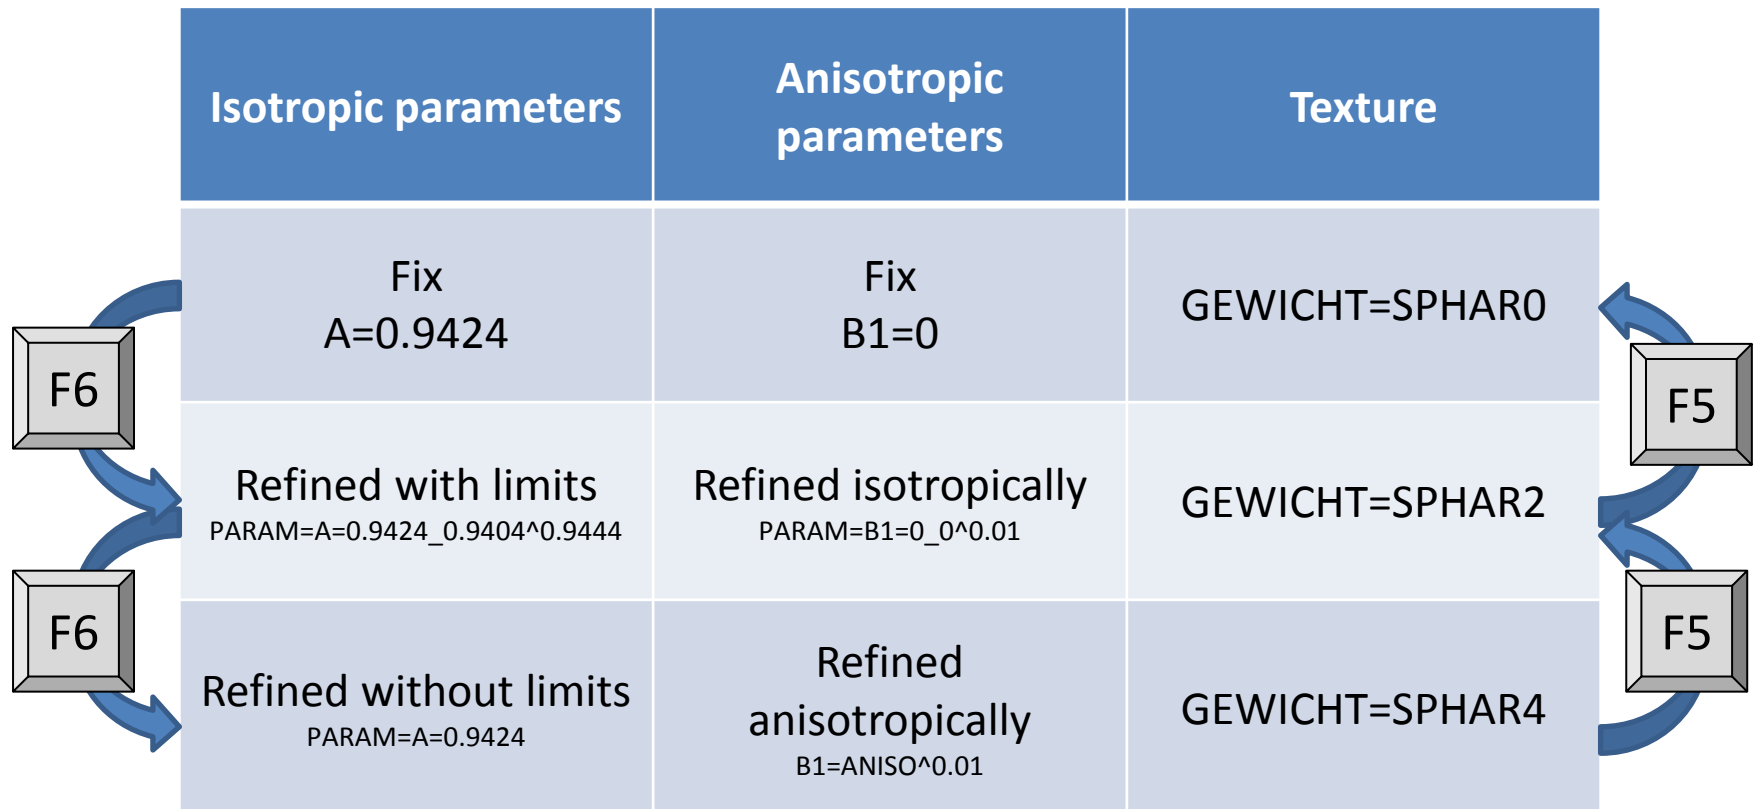 Isotropic parameters
Anisotropic
parameters
Texture
Fix
A=0.9424
Fix
B1=0
GEWICHT=SPHAR0
F6
F5
Refined with limits
PARAM=A=0.9424_0.9404^0.9444
Refined isotropically
PARAM=B1=0_0^0.01
GEWICHT=SPHAR2
F6
F5
Refined without limits
PARAM=A=0.9424
Refined
anisotropically
B1=ANISO^0.01
GEWICHT=SPHAR4